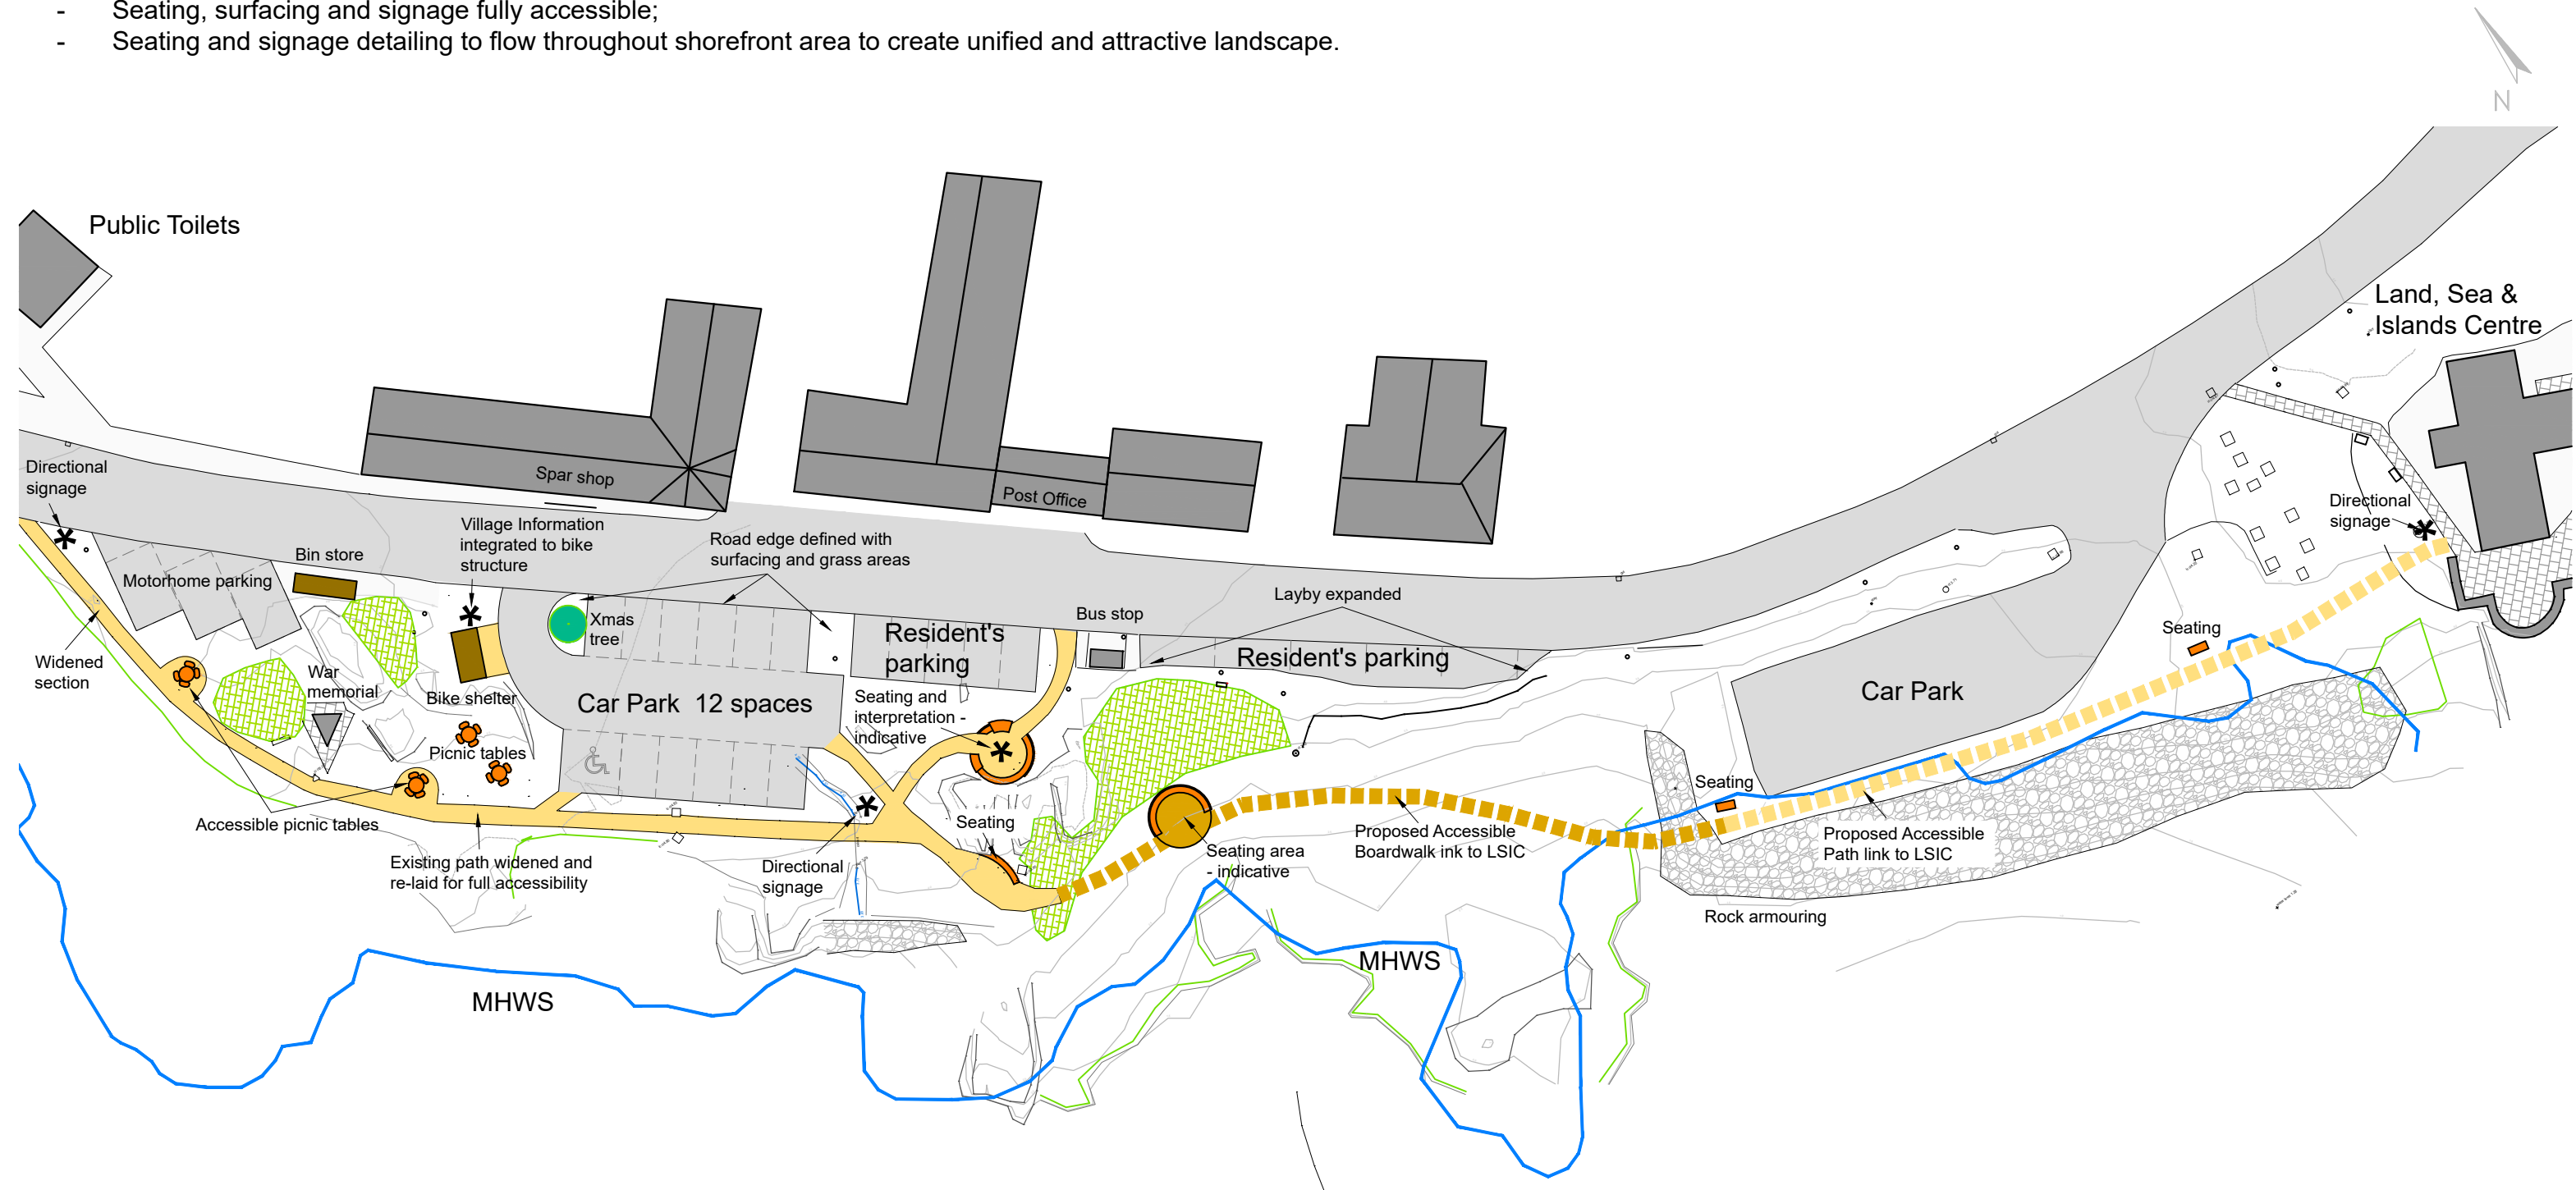 - Seating, surfacing and signage fully accessible;
- Seating and signage detailing to flow throughout shorefront area to create unified and attractive landscape.
N
Public Toilets
Land, Sea &
Islands Centre
Spar shop
Post Office
Directional
signage
Village Information
integrated to bike
structure
Road edge defined with
surfacing and grass areas
Bin store
Motorhome parking
Directional
signage
Layby expanded
Bus stop
Xmas
tree
Resident's
parking
Resident's parking
Seating
Widened
section
War
memorial
Bike shelter
Car Park 12 spaces
Seating and
interpretation -
indicative
Car Park
Picnic tables
Seating
Accessible picnic tables
Seating
Existing path widened and
re-laid for full accessibility
Directional
signage
Seating area
- indicative
Proposed Accessible
Boardwalk ink to LSIC
Proposed Accessible
Path link to LSIC
Rock armouring
MHWS
MHWS